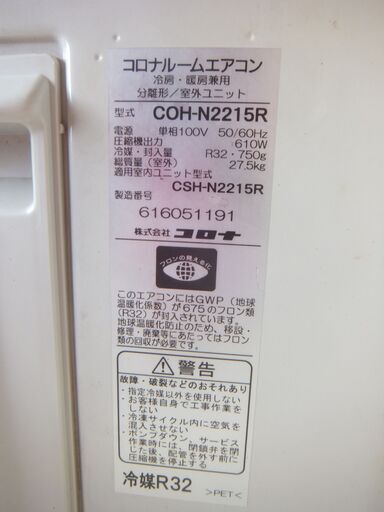 コロナルームエアコン
冷房・暖房兼用
分離形/室外ユニット
型式 COH-N2215R
電源 単相100V 50/60Hz
圧縮機出力 610W
冷媒・封入量 R32・750g
総質量(室外) 27.5kg
適用室内ユニット型式
CSH-N2215R
製造番号
616051191
株式会社 コロナ
フロンの見える化
このエアコンにはGWP(地球
温暖化係数)が675のフロン類
(R32)が封入されています。
地球温暖化防止のため、移設・
修理・廃棄等にあたってはフロン
類の回収が必要です。
警告
故障・破裂などのおそれあり
・指定冷媒以外を使用しない
・お客様自身で工事作業を
しない
・冷凍サイクル内に空気を
混入させない
・ポンプダウン、サービス
作業時には、閉鎖弁を閉
じた後、配管を外す前に
圧縮機を停止する
冷媒R32 >PET<